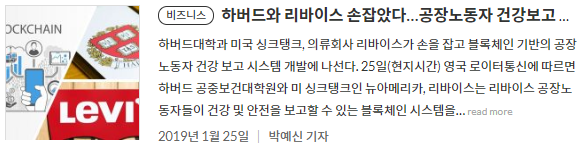 비즈니스 하버드와 리바이스 손잡았다...공장노동자 건강보고 ...
하버드대학과 미국 싱크탱크, 의류회사 리바이스가 손을 잡고 블록체인 기반의 공장
노동자 건강 보고 시스템 개발에 나선다. 25일(현지시간) 영국 로이터통신에 따르면
하버드 공중보건대학원와 미 싱크탱크인 뉴아메리카, 리바이스는 리바이스 공장노
동자들이 건강 및 안전을 보고할 수 있는 블록체인 시스템을... read more
2019년 1월 25일 | 박예신 기자
OCKCHAIN
LEVI